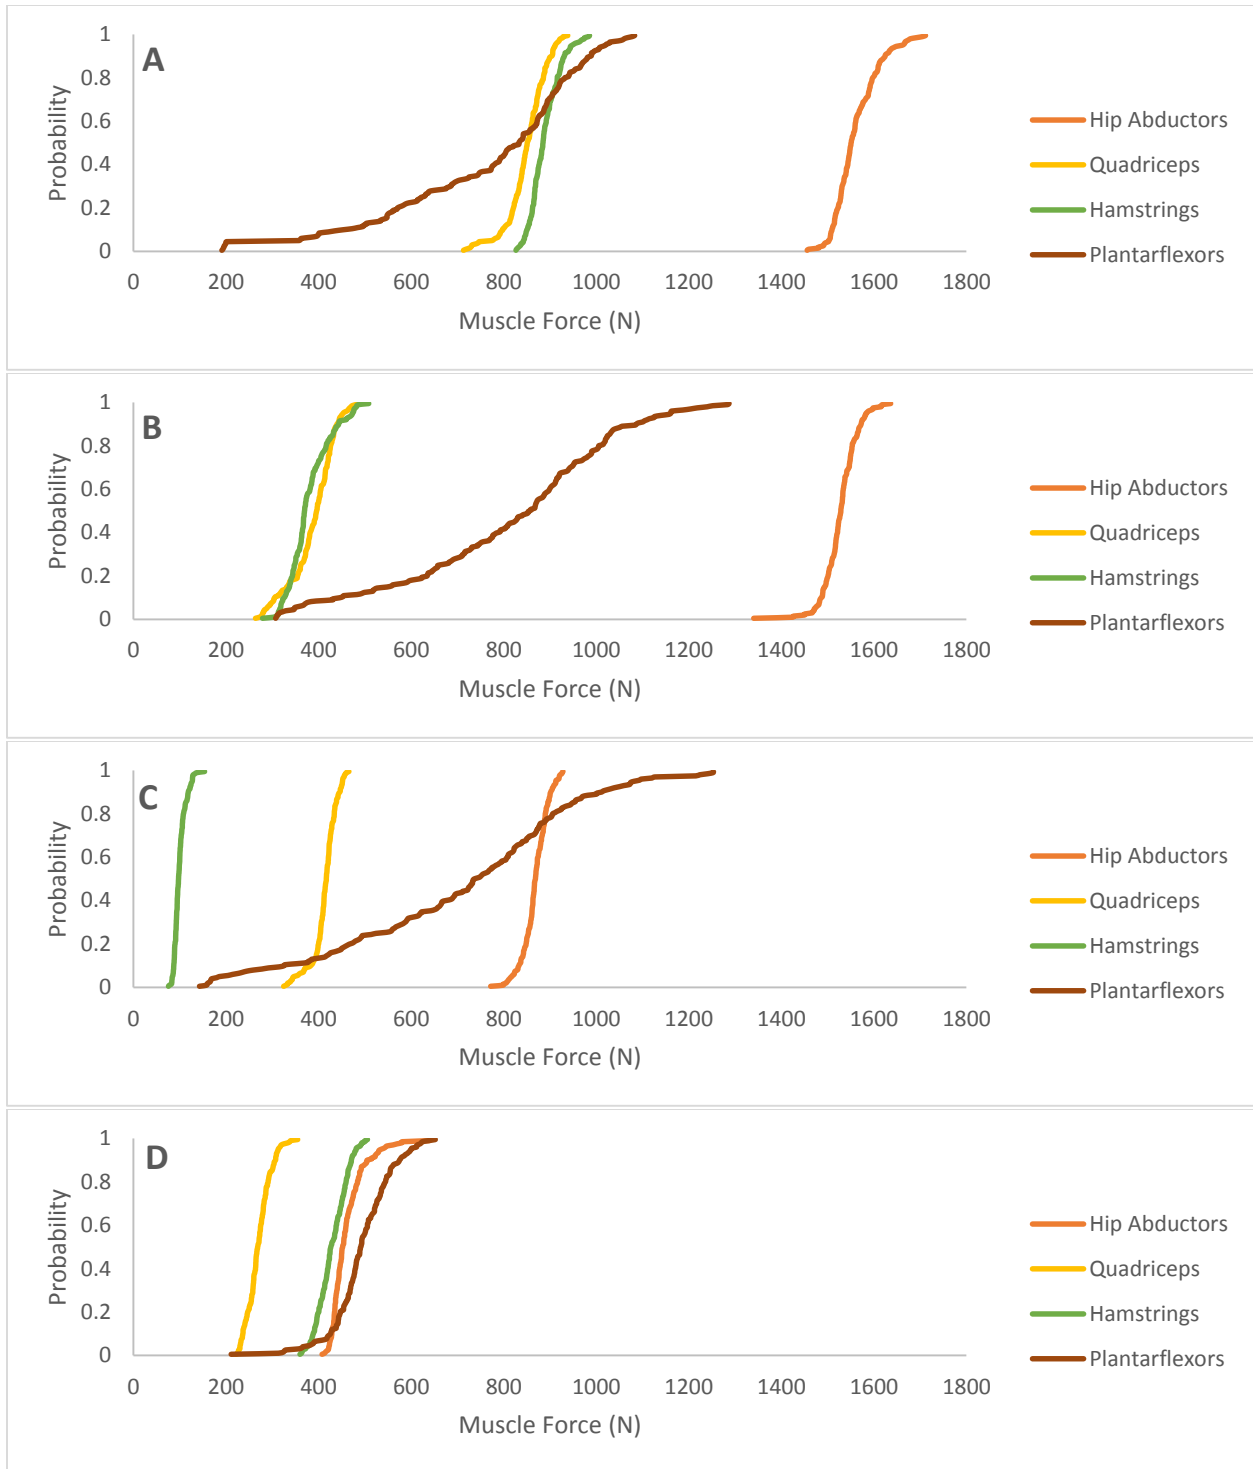 A
1
0.8
0.6
0.4
0.2
0
Probability
0 200 400 600 800 1000 1200 1400 1600 1800
Muscle Force (N)
Hip Abductors
Quadriceps
Hamstrings
Plantarflexors
B
1
0.8
0.6
0.4
0.2
0
Probability
0 200 400 600 800 1000 1200 1400 1600 1800
Muscle Force (N)
Hip Abductors
Quadriceps
Hamstrings
Plantarflexors
C
1
0.8
0.6
0.4
0.2
0
Probability
0 200 400 600 800 1000 1200 1400 1600 1800
Muscle Force (N)
Hip Abductors
Quadriceps
Hamstrings
Plantarflexors
D
1
0.8
0.6
0.4
0.2
0
Probability
0 200 400 600 800 1000 1200 1400 1600 1800
Muscle Force (N)
Hip Abductors
Quadriceps
Hamstrings
Plantarflexors